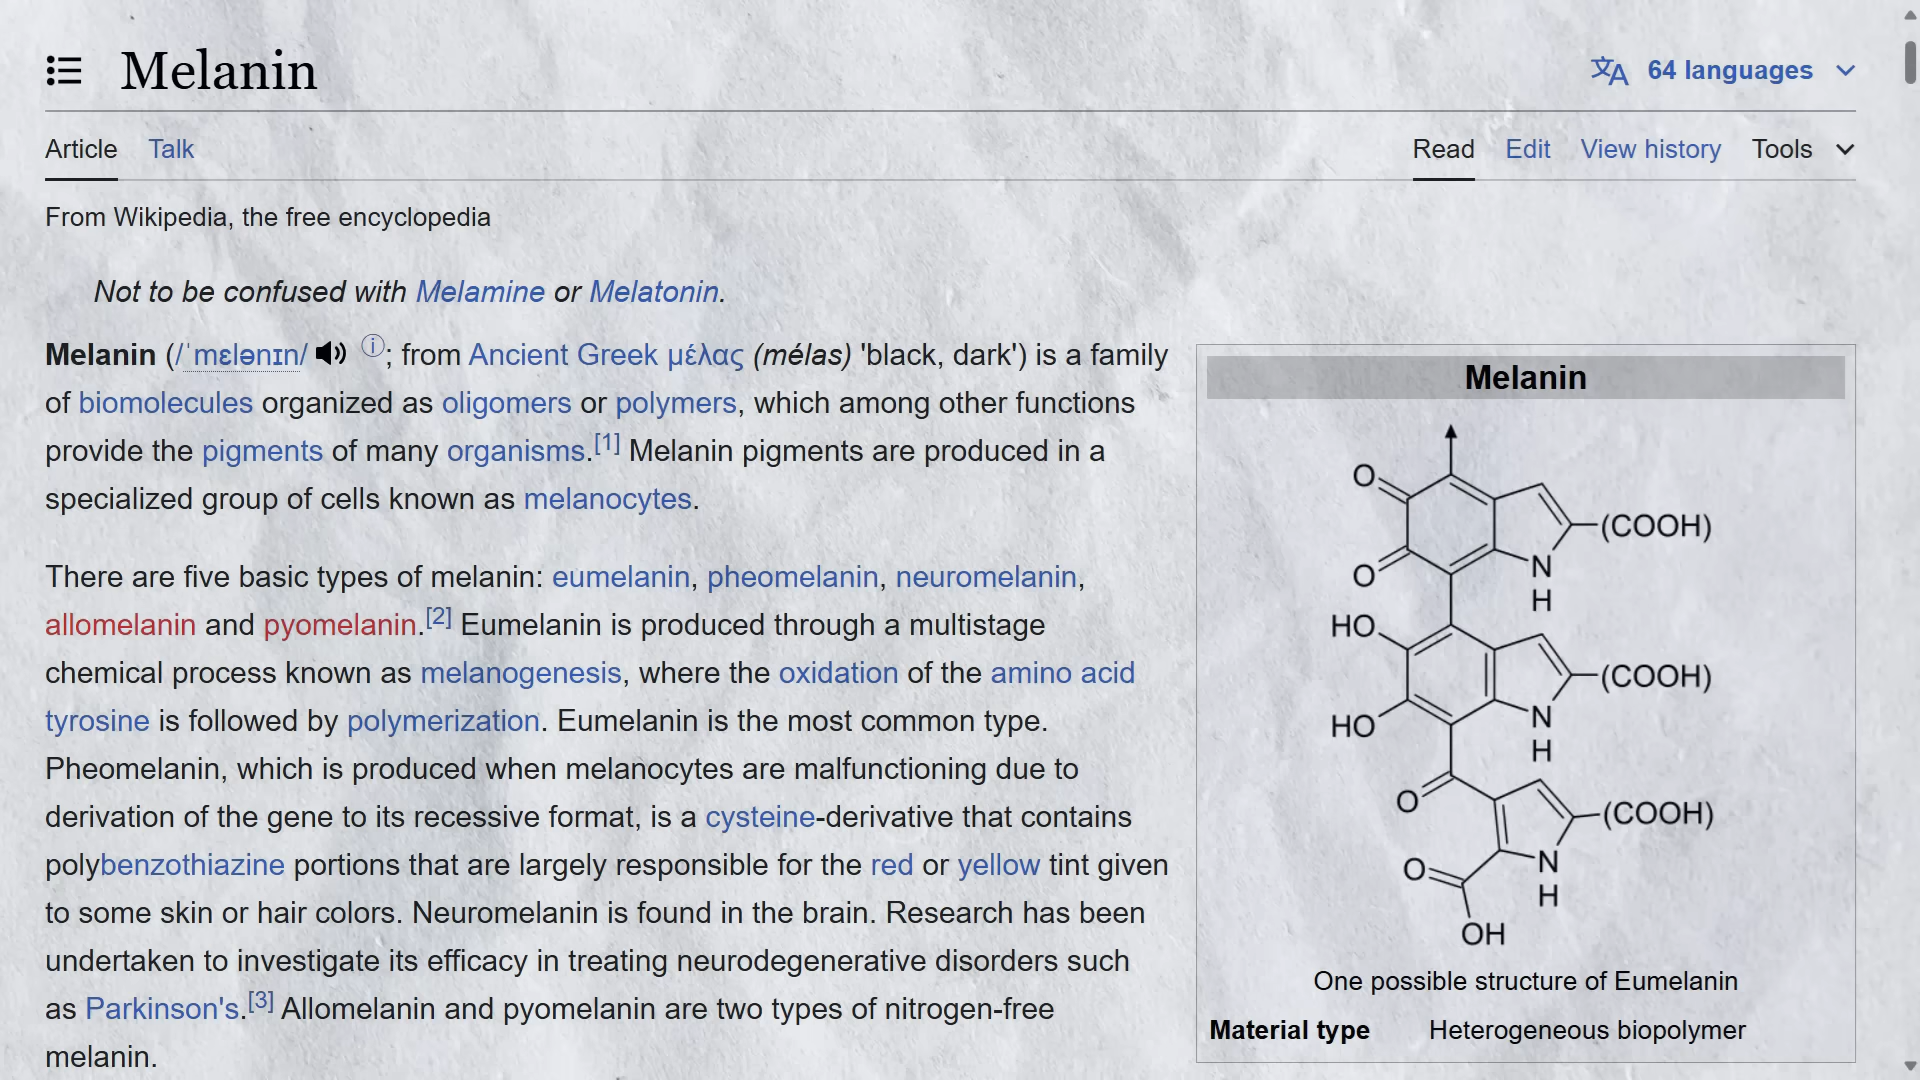 Melanin
64 languages
Article Talk
Read Edit View history Tools
From Wikipedia, the free encyclopedia
Not to be confused with Melamine or Melatonin.
Melanin (/ˈmɛlənɪn/ ⓘ; from Ancient Greek μέλας (mélas) 'black, dark') is a family
of biomolecules organized as oligomers or polymers, which among other functions
provide the pigments of many organisms.[1] Melanin pigments are produced in a
specialized group of cells known as melanocytes.
There are five basic types of melanin: eumelanin, pheomelanin, neuromelanin,
allomelanin and pyomelanin.[2] Eumelanin is produced through a multistage
chemical process known as melanogenesis, where the oxidation of the amino acid
tyrosine is followed by polymerization. Eumelanin is the most common type.
Pheomelanin, which is produced when melanocytes are malfunctioning due to
derivation of the gene to its recessive format, is a cysteine-derivative that contains
polybenzothiazine portions that are largely responsible for the red or yellow tint given
to some skin or hair colors. Neuromelanin is found in the brain. Research has been
undertaken to investigate its efficacy in treating neurodegenerative disorders such
as Parkinson's.[3] Allomelanin and pyomelanin are two types of nitrogen-free
melanin.
Melanin
O
(COOH)
O
N
H
HO
(COOH)
HO
N
H
O
(COOH)
O
N
H
OH
One possible structure of Eumelanin
Material type Heterogeneous biopolymer